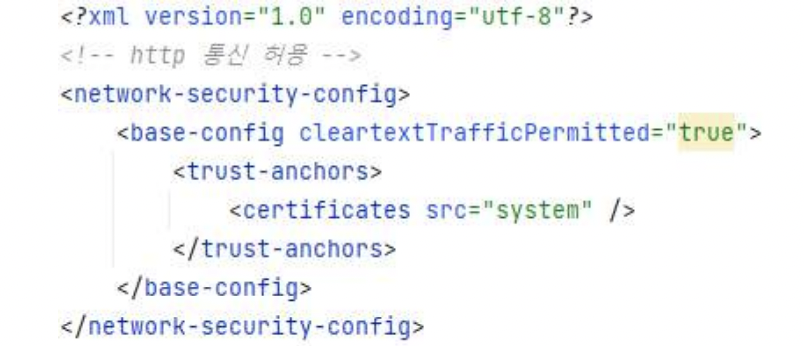 <?xml version="1.0" encoding="utf-8"?>
<!-- http 통신 허용 -->
<network-security-config>
    <base-config cleartextTrafficPermitted="true">
        <trust-anchors>
            <certificates src="system" />
        </trust-anchors>
    </base-config>
</network-security-config>